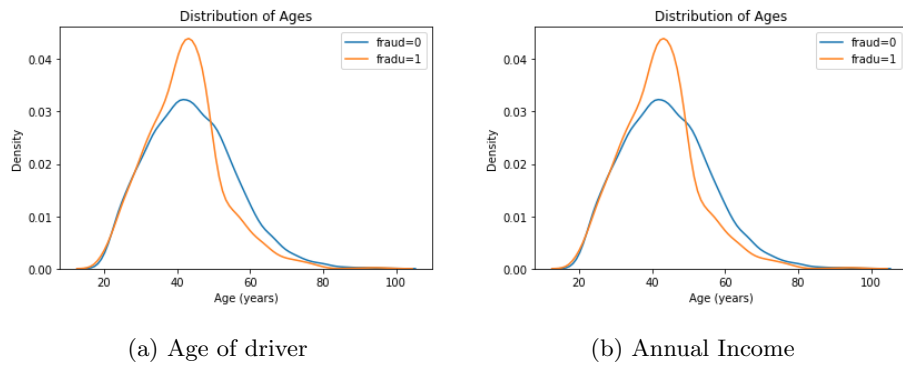 Distribution of Ages
fraud=0
fradu=1
0.04
0.03
0.02
0.01
0.00
Density
20
40
60
80
100
Age (years)
(a) Age of driver
Distribution of Ages
fraud=0
fradu=1
0.04
0.03
0.02
0.01
0.00
Density
20
40
60
80
100
Age (years)
(b) Annual Income